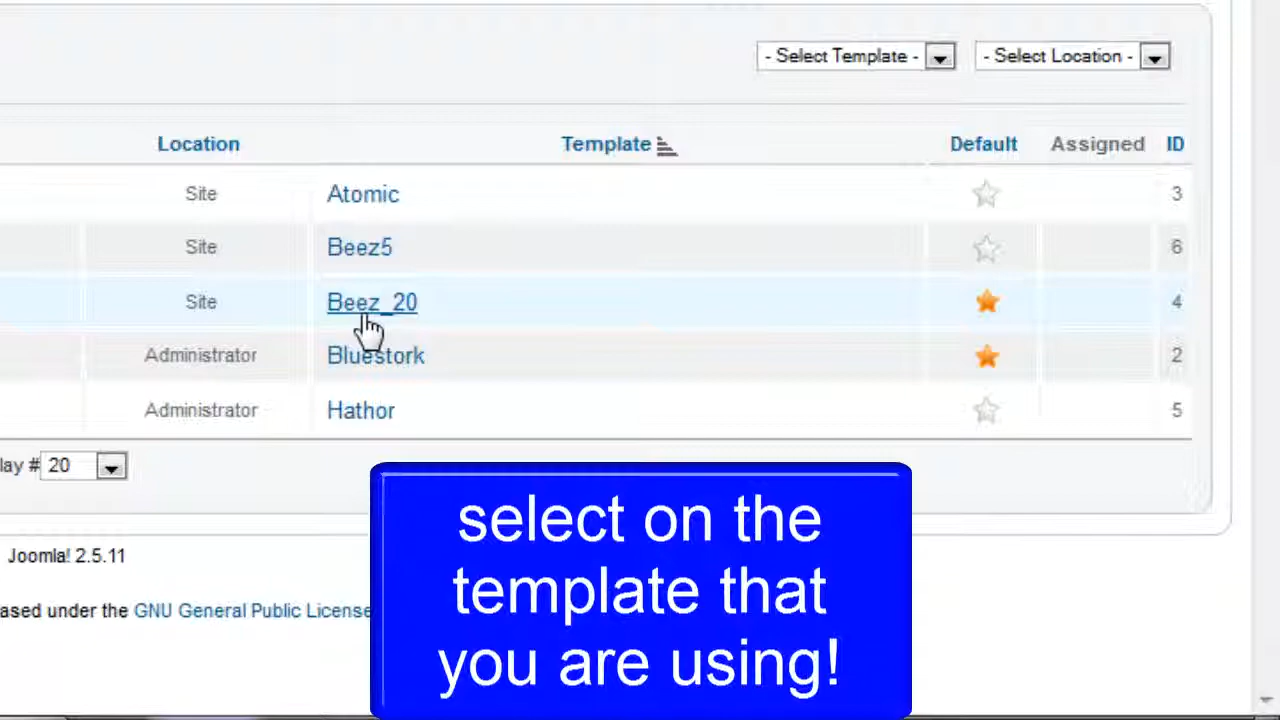 - Select Template - - Select Location -
Location Template Default Assigned ID
Site Atomic 3
Site Beez5 6
Site Beez_20 4
Administrator Bluestork 2
Administrator Hathor 5
lay # 20
Joomla! 2.5.11
ased under the GNU General Public License
select on the
template that
you are using!